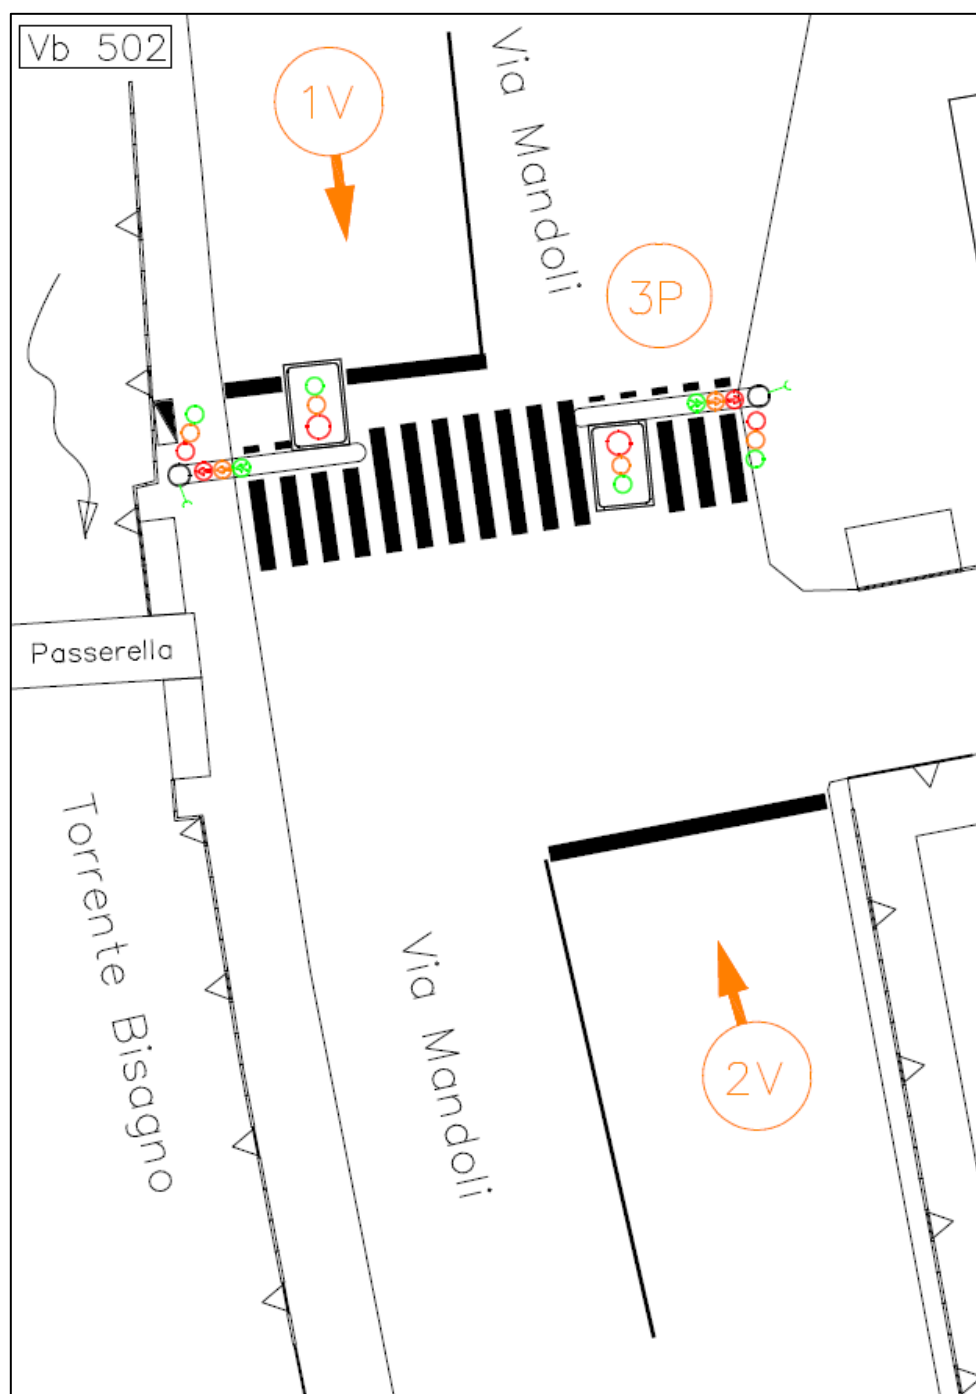 Vb 502
1V
Via Mandoli
3P
Passerella
Torrente Bisagno
Via Mandoli
2V